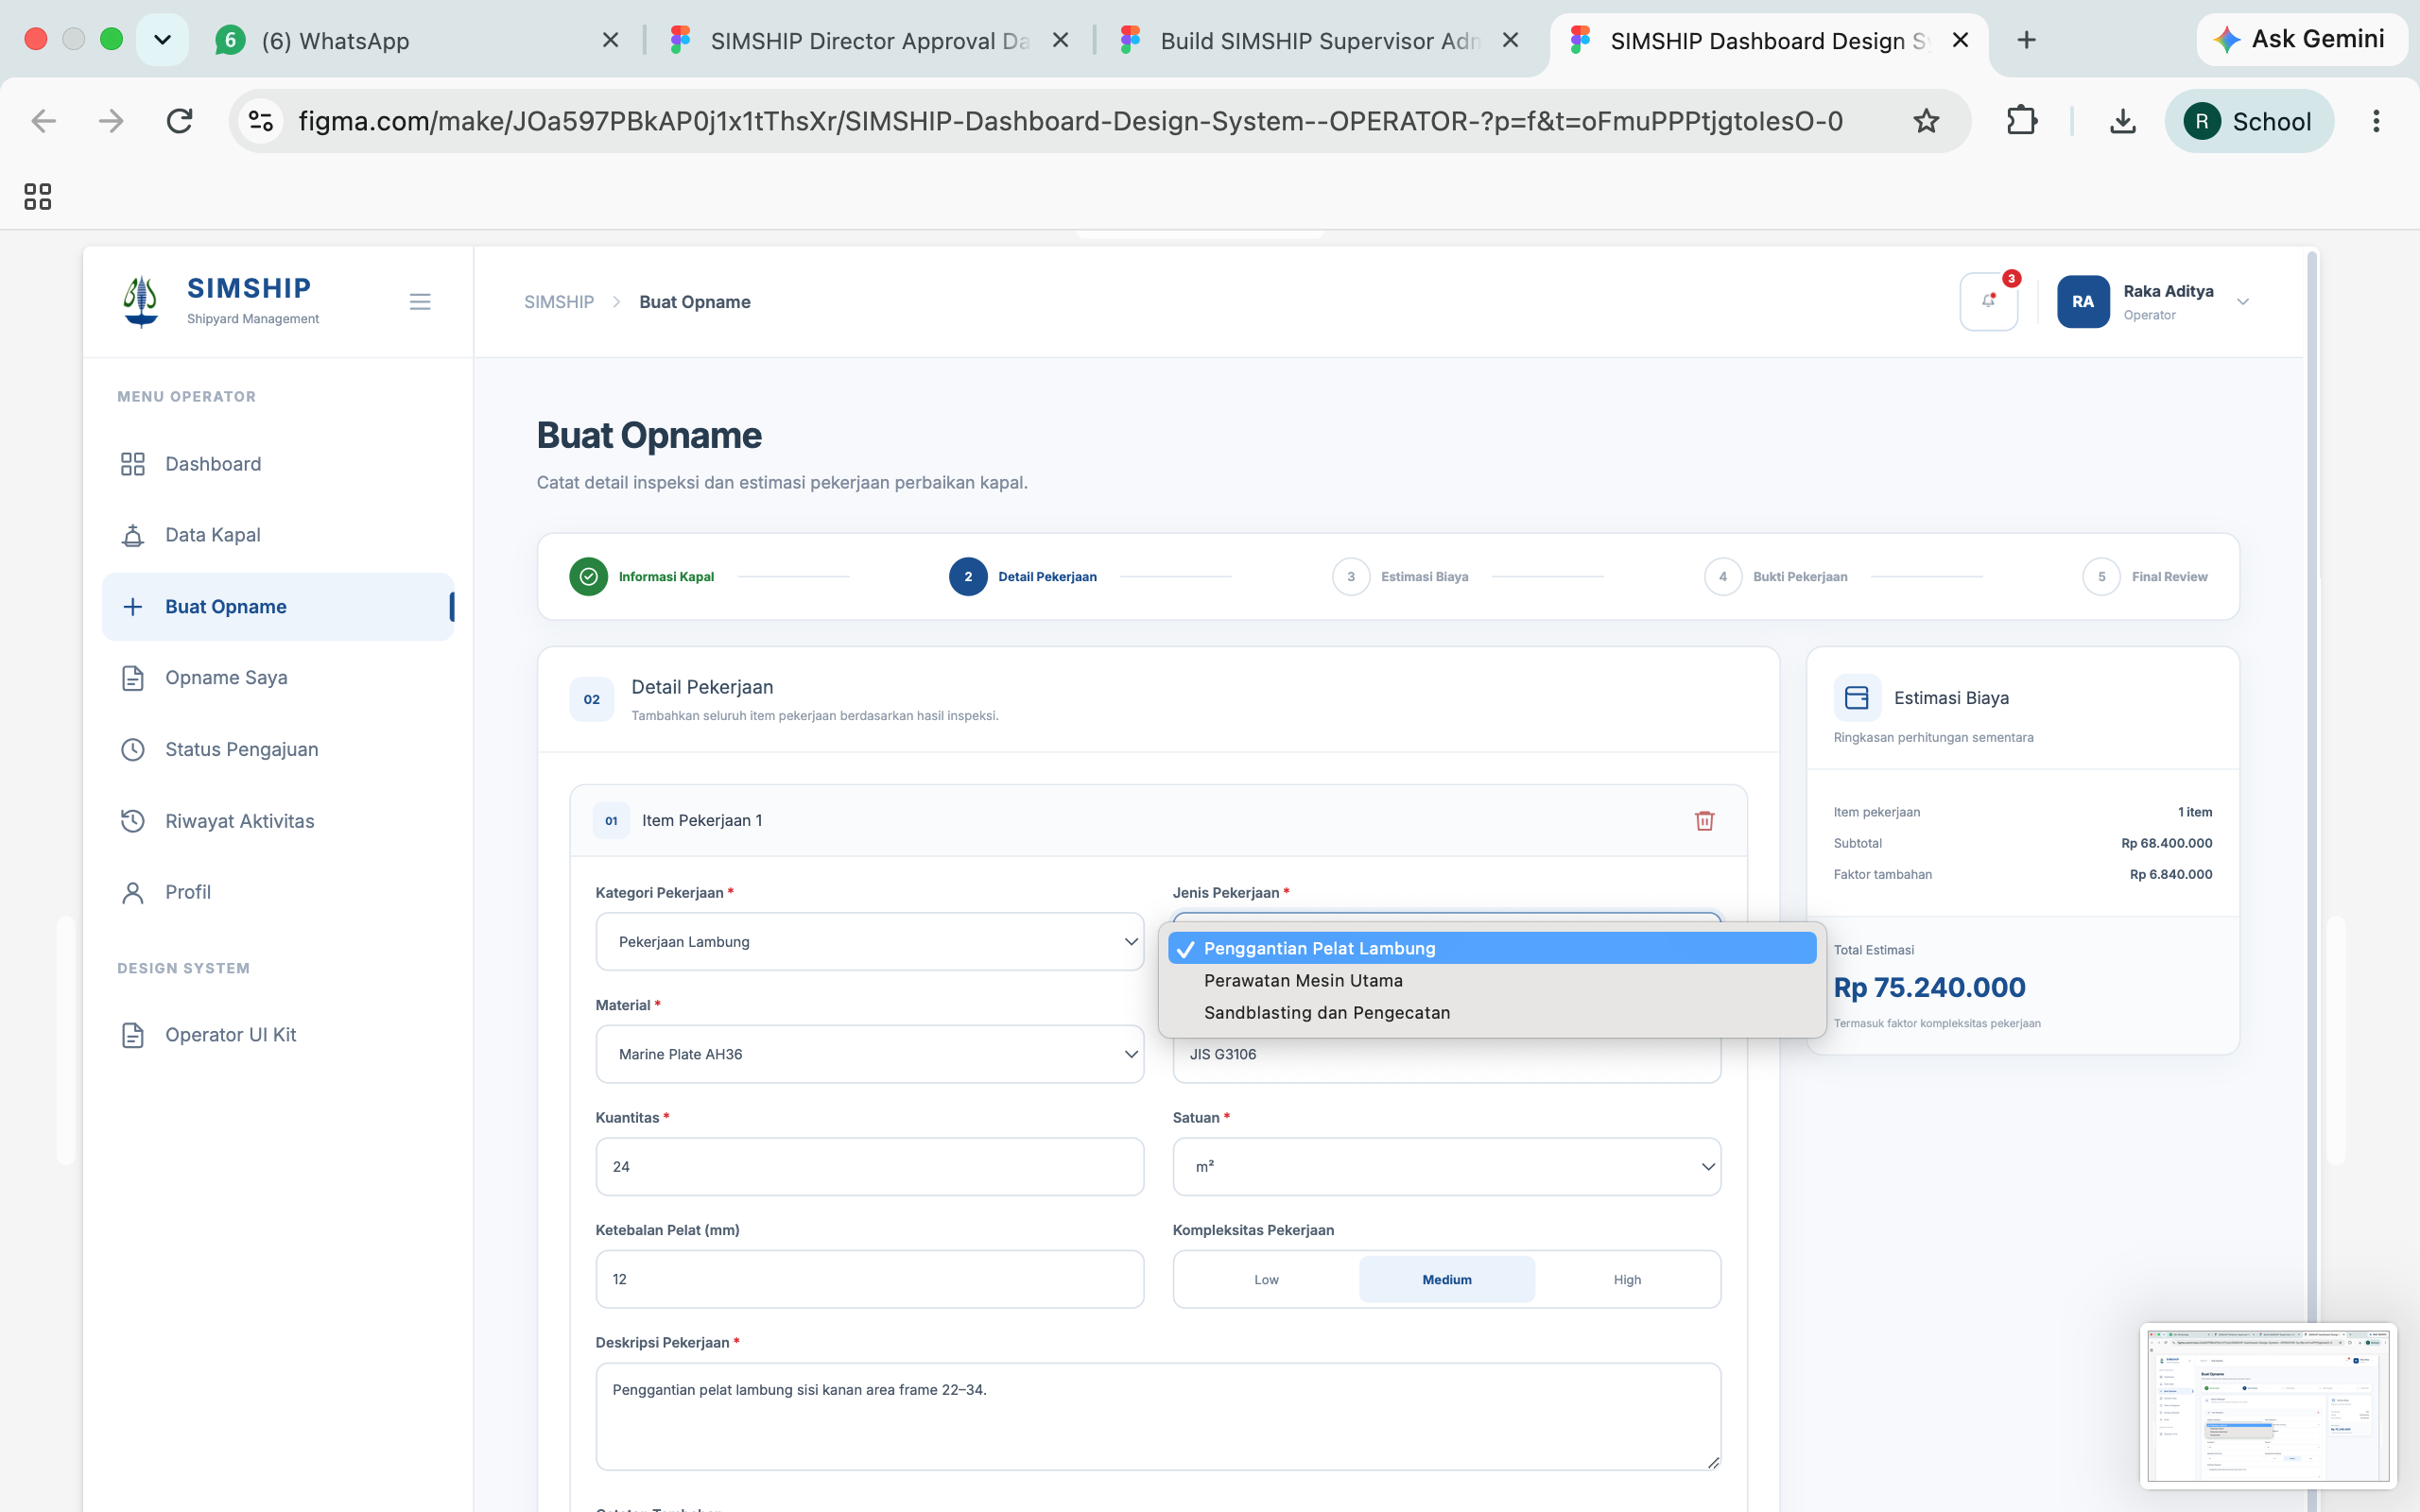 6 (6) WhatsApp
SIMSHIP Director Approval Da
Build SIMSHIP Supervisor Adm
SIMSHIP Dashboard Design Sy
Ask Gemini
figma.com/make/JOa597PBkAP0j1x1tThsXr/SIMSHIP-Dashboard-Design-System--OPERATOR-?p=f&t=oFmuPPPtjgtoIesO-0
R School
SIMSHIP
Shipyard Management
SIMSHIP > Buat Opname
3
RA
Raka Aditya
Operator
MENU OPERATOR
Dashboard
Data Kapal
Buat Opname
Opname Saya
Status Pengajuan
Riwayat Aktivitas
Profil
DESIGN SYSTEM
Operator UI Kit
Buat Opname
Catat detail inspeksi dan estimasi pekerjaan perbaikan kapal.
Informasi Kapal
2 Detail Pekerjaan
3 Estimasi Biaya
4 Bukti Pekerjaan
5 Final Review
02
Detail Pekerjaan
Tambahkan seluruh item pekerjaan berdasarkan hasil inspeksi.
01 Item Pekerjaan 1
Kategori Pekerjaan *
Pekerjaan Lambung
Jenis Pekerjaan *
Penggantian Pelat Lambung
Perawatan Mesin Utama
Sandblasting dan Pengecatan
Material *
Marine Plate AH36
JIS G3106
Kuantitas *
24
Satuan *
m²
Ketebalan Pelat (mm)
12
Kompleksitas Pekerjaan
Low Medium High
Deskripsi Pekerjaan *
Penggantian pelat lambung sisi kanan area frame 22–34.
Estimasi Biaya
Ringkasan perhitungan sementara
Item pekerjaan 1 item
Subtotal Rp 68.400.000
Faktor tambahan Rp 6.840.000
Total Estimasi
Rp 75.240.000
Termasuk faktor kompleksitas pekerjaan